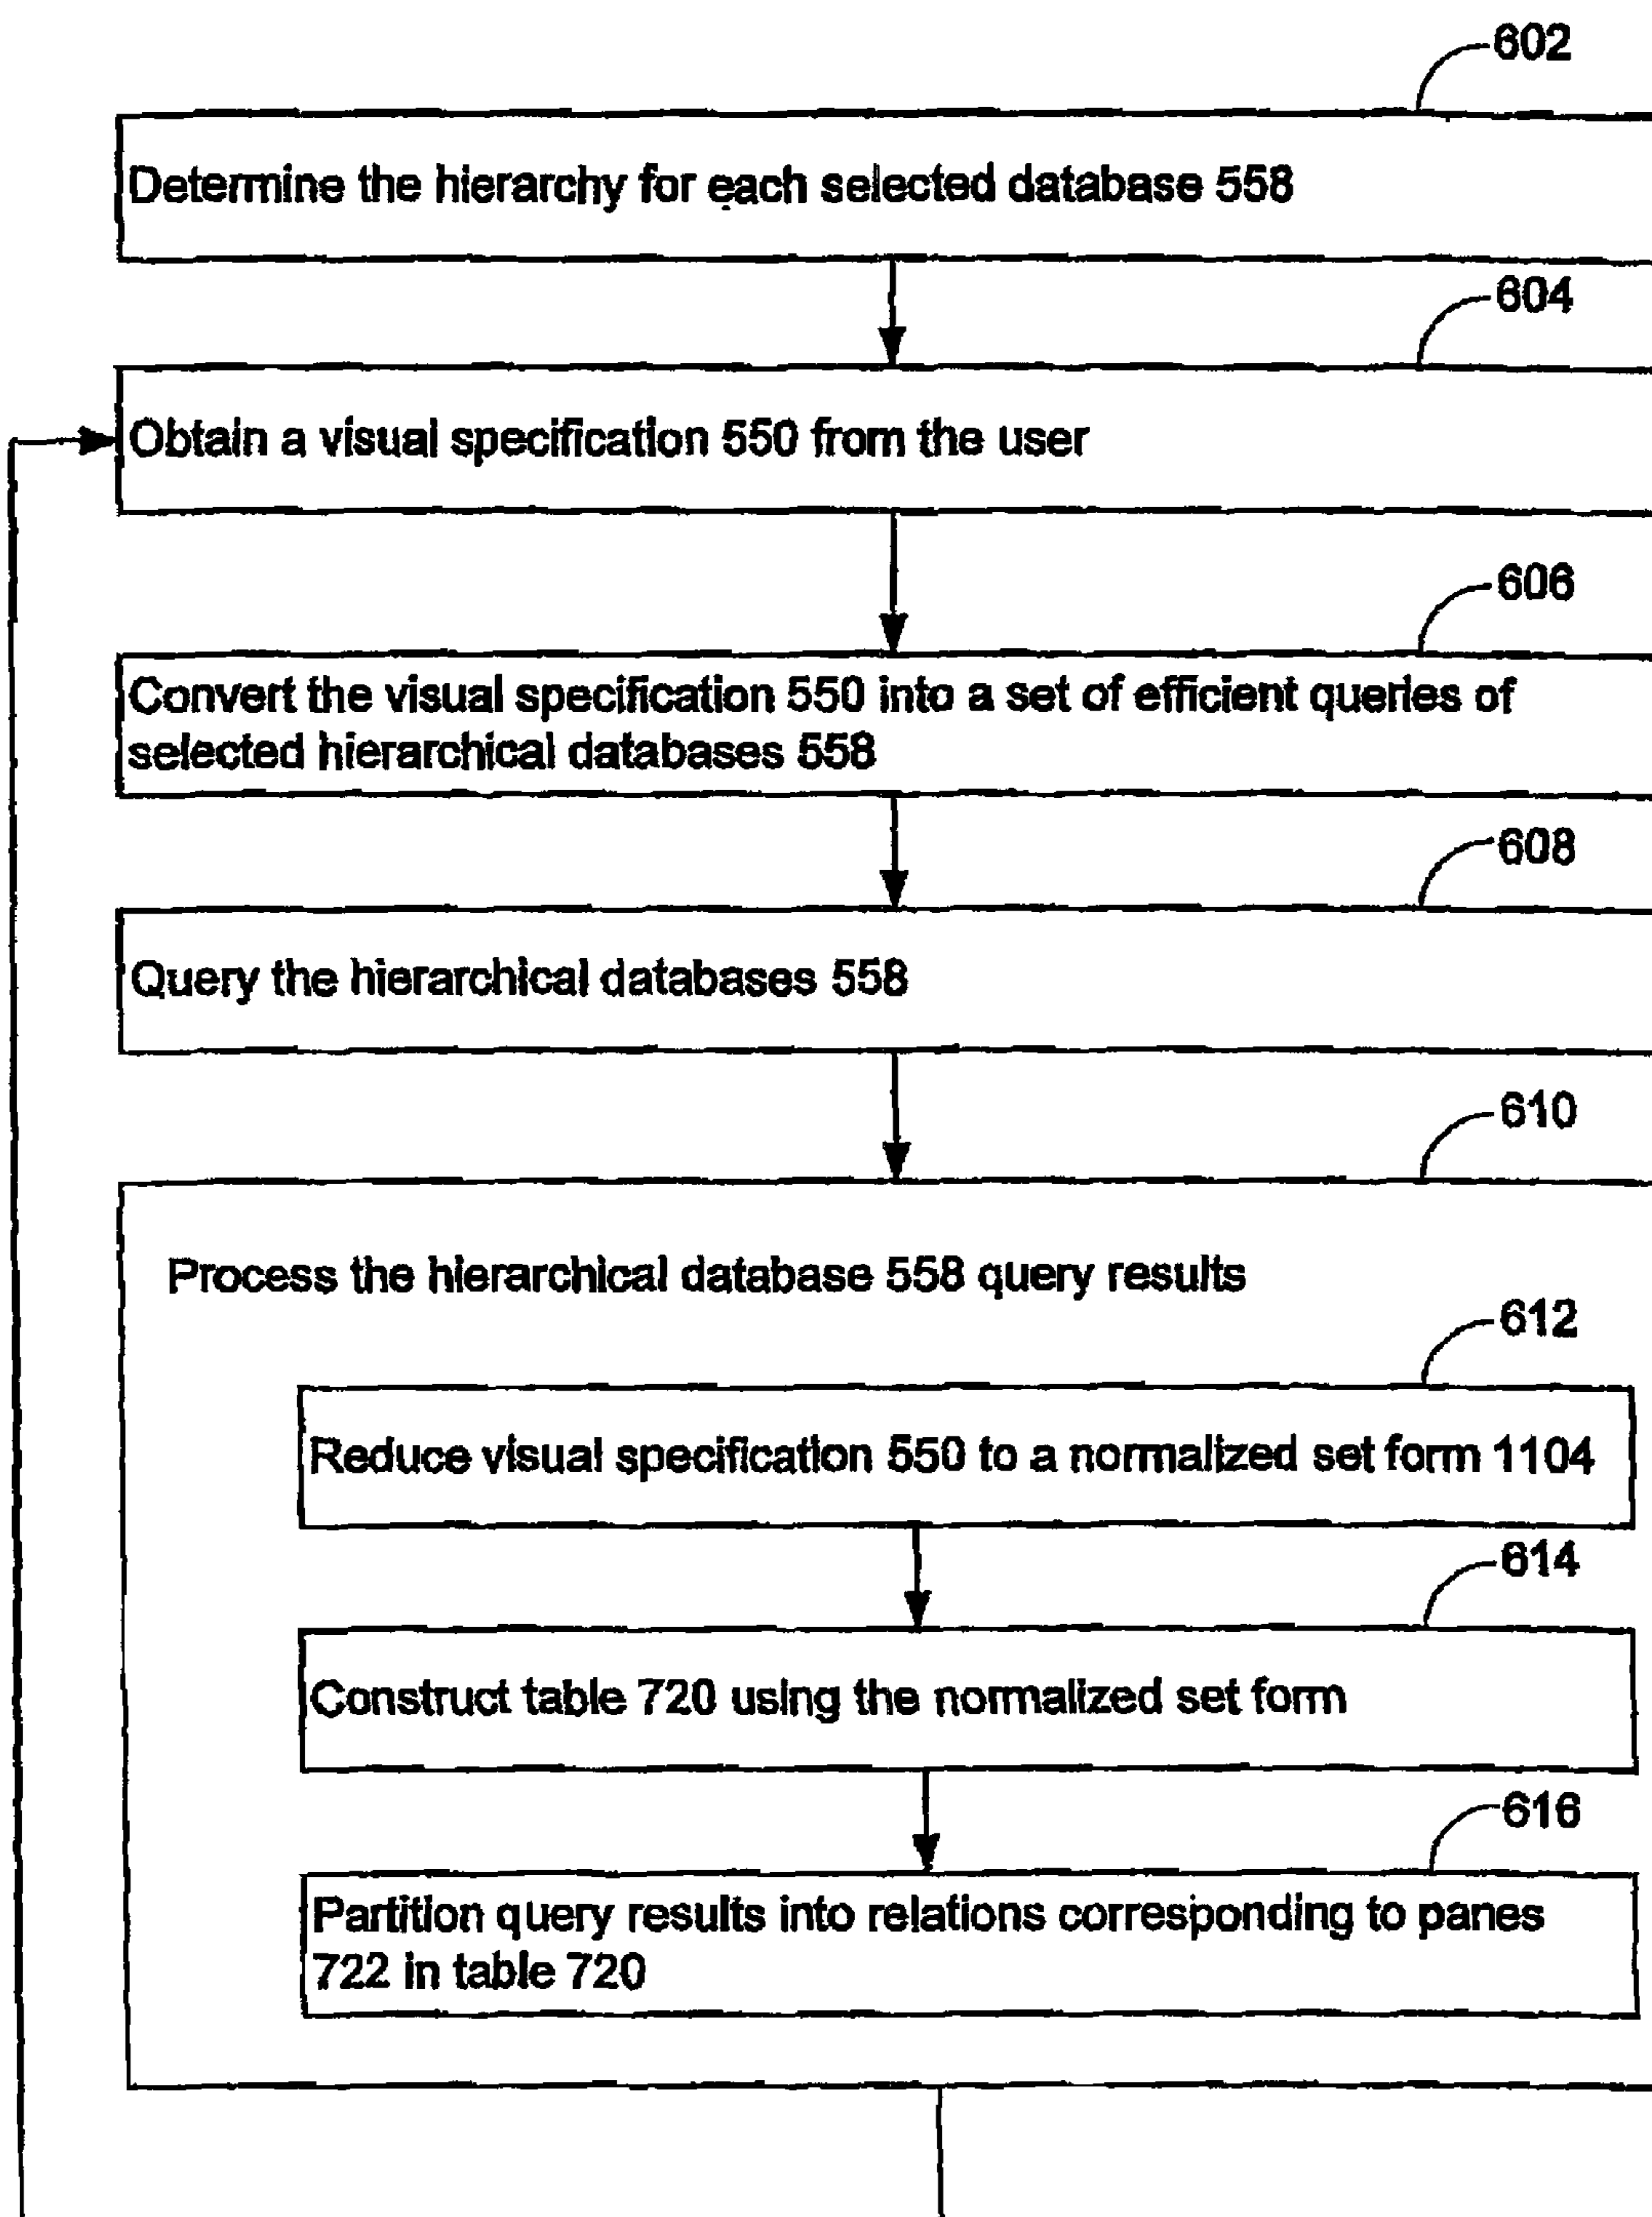 602
Determine the hierarchy for each selected database 558
604
Obtain a visual specification 550 from the user
606
Convert the visual specification 550 into a set of efficient queries of
selected hierarchical databases 558
608
Query the hierarchical databases 558
610
Process the hierarchical database 558 query results
612
Reduce visual specification 550 to a normalized set form 1104
614
Construct table 720 using the normalized set form
616
Partition query results into relations corresponding to panes
722 in table 720